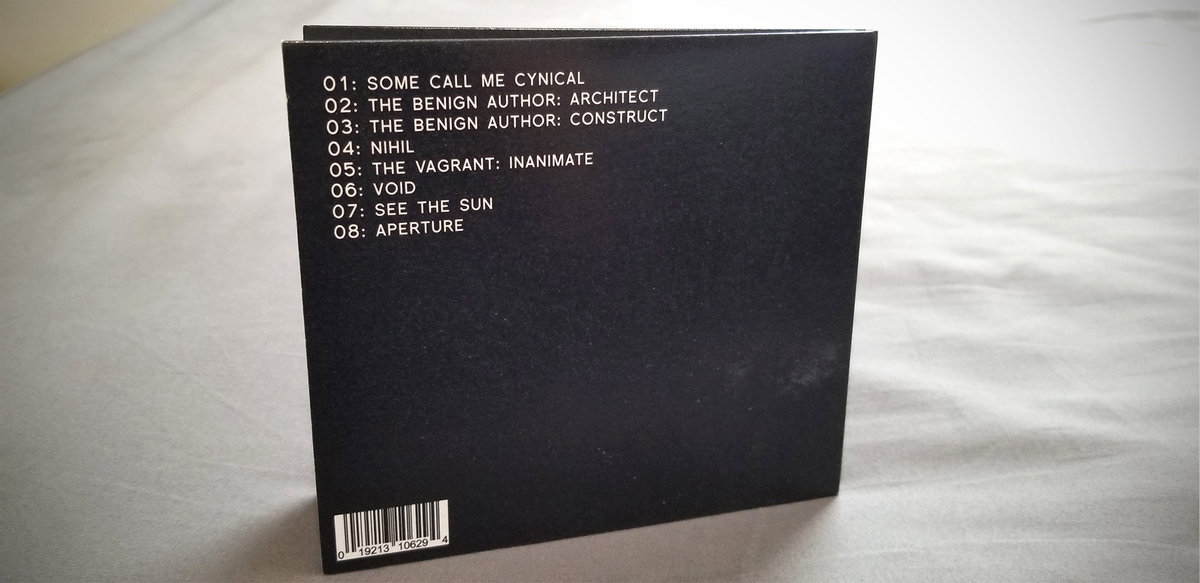 01: SOME CALL ME CYNICAL
02: THE BENIGN AUTHOR: ARCHITECT
03: THE BENIGN AUTHOR: CONSTRUCT
04: NIHIL
05: THE VAGRANT: INANIMATE
06: VOID
07: SEE THE SUN
08: APERTURE
0 19213 10629 4